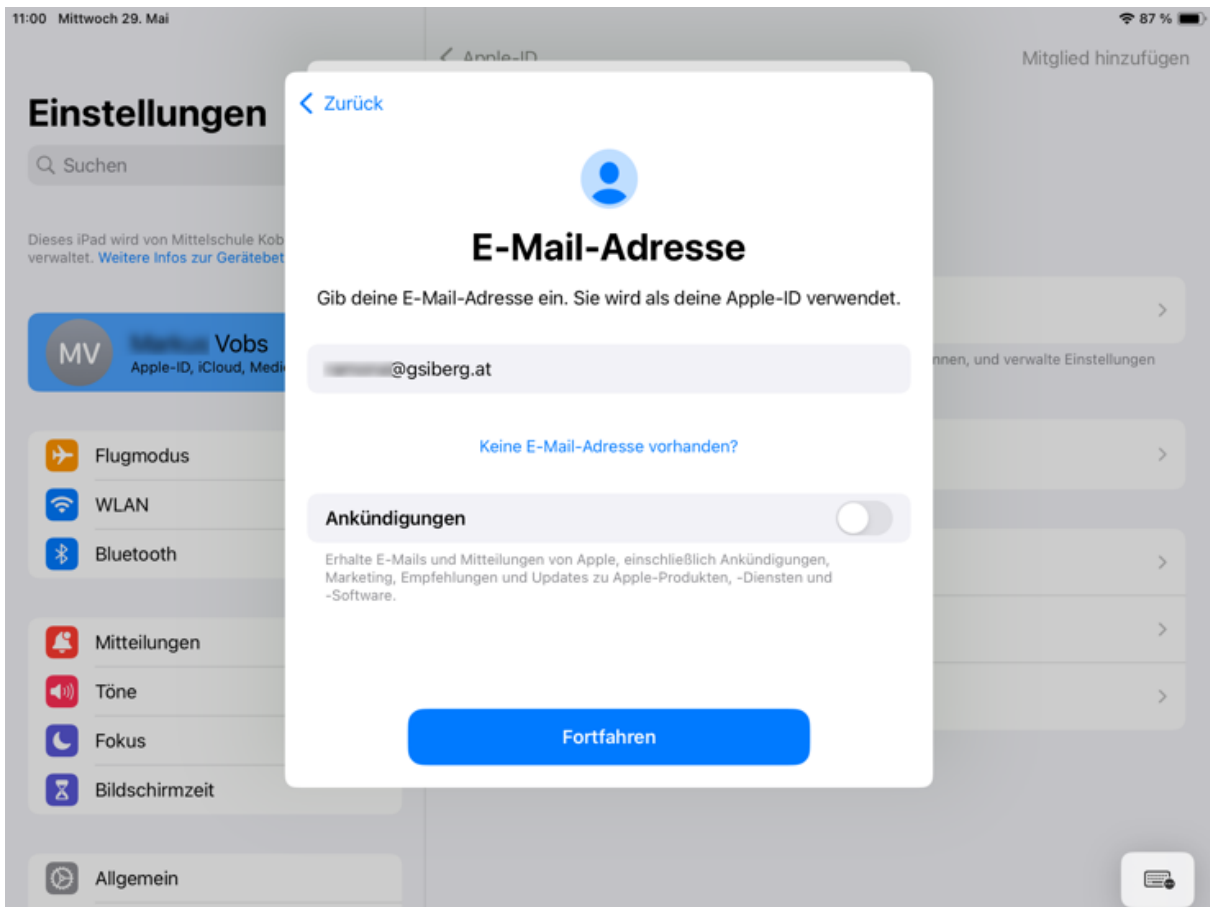 11:00 Mittwoch 29. Mai
87 %
Apple-ID
Mitglied hinzufügen
Einstellungen
Suchen
Dieses iPad wird von Mittelschule Kob
verwaltet. Weitere Infos zur Gerätebet
MV
Vobs
Apple-ID, iCloud, Medi
Flugmodus
WLAN
Bluetooth
Mitteilungen
Töne
Fokus
Bildschirmzeit
Allgemein
Zurück
E-Mail-Adresse
Gib deine E-Mail-Adresse ein. Sie wird als deine Apple-ID verwendet.
@gsiberg.at
Keine E-Mail-Adresse vorhanden?
Ankündigungen
Erhalte E-Mails und Mitteilungen von Apple, einschließlich Ankündigungen,
Marketing, Empfehlungen und Updates zu Apple-Produkten, -Diensten und
-Software.
Fortfahren
nnen, und verwalte Einstellungen